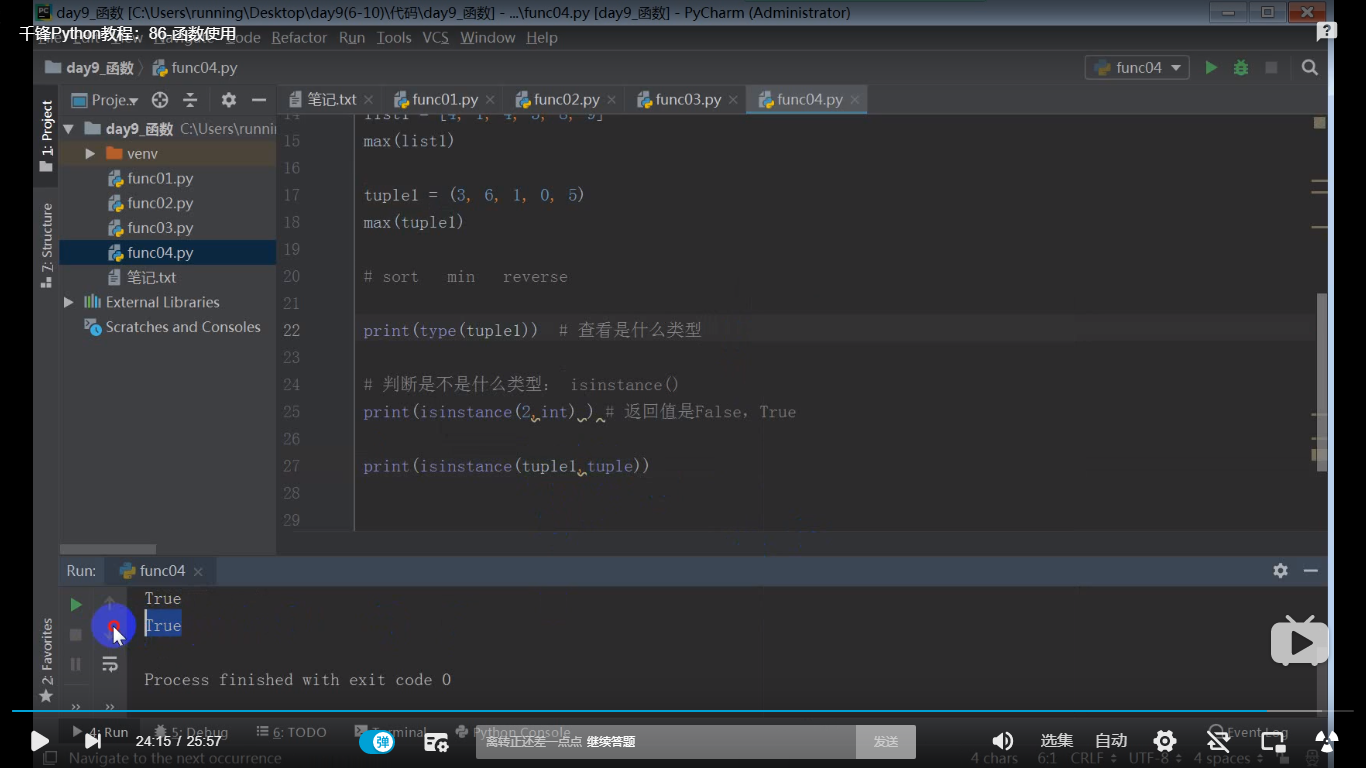 day9_函数 [C:\Users\running\Desktop\day9(6-10)\代码\day9_函数] - ...\func04.py [day9_函数] - PyCharm (Administrator)
千锋Python教程：86-函数使用
Navigate Code Refactor Run Tools VCS Window Help
day9_函数 func04.py func04
1: Project
Proje..
笔记.txt func01.py func02.py func03.py func04.py
day9_函数 C:\Users\runni
venv
func01.py
func02.py
func03.py
func04.py
笔记.txt
External Libraries
Scratches and Consoles
7: Structure
14 list1 = [4, 1, 4, 5, 8, 9]
15 max(list1)
16
17 tuple1 = (3, 6, 1, 0, 5)
18 max(tuple1)
19
20 # sort min reverse
21
22 print(type(tuple1)) # 查看是什么类型
23
24 # 判断是不是什么类型： isinstance()
25 print(isinstance(2,int) ) # 返回值是False，True
26
27 print(isinstance(tuple1,tuple))
28
29
Run: func04
True
True
Process finished with exit code 0
2: Favorites
4: Run 5: Debug 6: TODO Terminal Python Console Event Log
24:15 / 25:57 弹 离转正还差一点点 继续答题 发送 选集 自动
Navigate to the next occurrence 4 chars 6:1 CRLF UTF-8 4 spaces